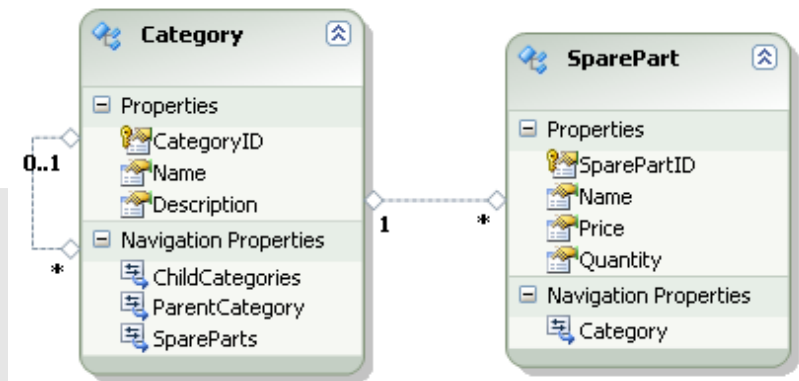 Category
Properties
CategoryID
Name
Description
Navigation Properties
ChildCategories
ParentCategory
SpareParts
0..1
*
1
*
SparePart
Properties
SparePartID
Name
Price
Quantity
Navigation Properties
Category